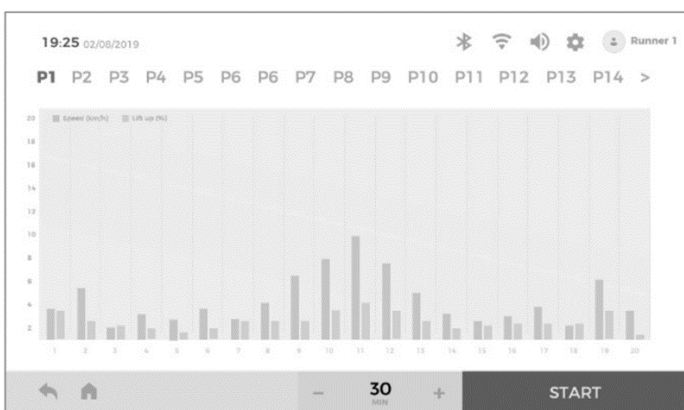 19:25 02/08/2019
Runner 1
P1 P2 P3 P4 P5 P6 P6 P7 P8 P9 P10 P11 P12 P13 P14 >
Speed (km/h) Lift up (%)
20
18
16
14
12
10
8
6
4
2
1 2 3 4 5 6 7 8 9 10 11 12 13 14 15 16 17 18 19 20
- 30 +
MIN
START